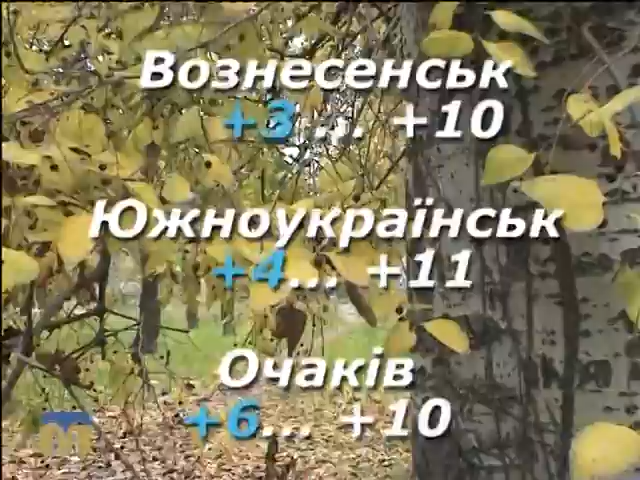 Вознесенськ
+3... +10
Южноукраїнськ
+4... +11
Очаків
+6... +10